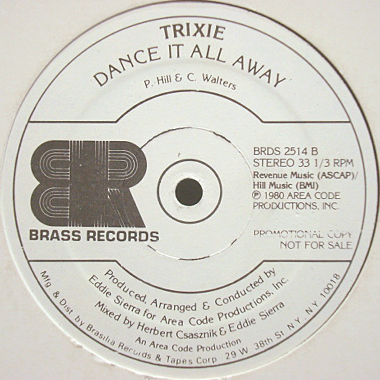 TRIXIE
DANCE IT ALL AWAY
P. Hill & C. Walters
BRDS 2514 B
STEREO 33 1/3 RPM
Revenue Music (ASCAP)/
Hill Music (BMI)
℗ 1980 AREA CODE
PRODUCTIONS, INC.
BRASS RECORDS
PROMOTIONAL COPY
NOT FOR SALE
Produced, Arranged & Conducted by
Eddie Sierra for Area Code Productions, Inc.
Mixed by Herbert Csasznik & Eddie Sierra
An Area Code Production
Mfg. & Dist. by Brasilia Records & Tapes Corp. 29 W. 38th St. NY, N.Y. 10018